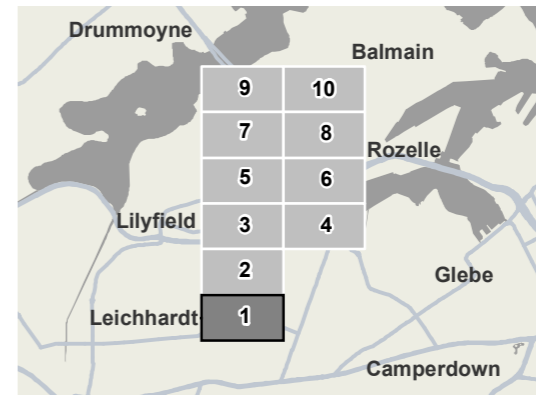 Drummoyne
Balmain
9 10
7 8
Rozelle
5 6
Lilyfield 3 4
2
Glebe
Leichhardt 1
Camperdown